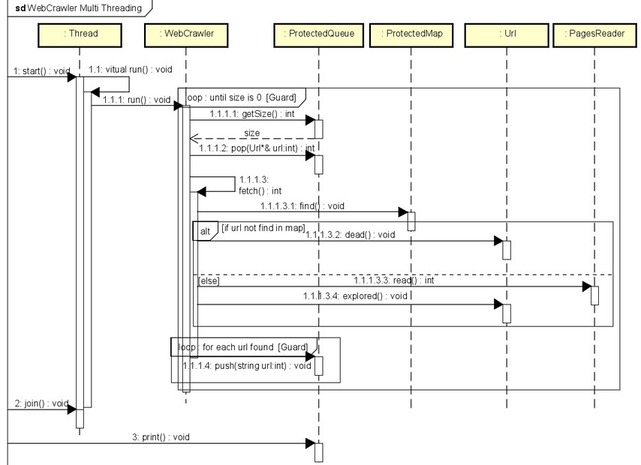 sd WebCrawler Multi Threading
: Thread
: WebCrawler
: ProtectedQueue
: ProtectedMap
: Url
: PagesReader
1: start() : void
1.1: vitual run() : void
1.1.1: run() : void
oop : until size is 0 [Guard]
1.1.1.1: getSize() : int
size
1.1.1.2: pop(Url*& url:int) : int
1.1.1.3:
fetch() : int
1.1.1.3.1: find() : void
alt
[if url not find in map]
1.1.1.3.2: dead() : void
[else]
1.1.1.3.3: read() : int
1.1.1.3.4: explored() : void
loop : for each url found [Guard]
1.1.1.4: push(string url:int) : void
2: join() : void
3: print() : void